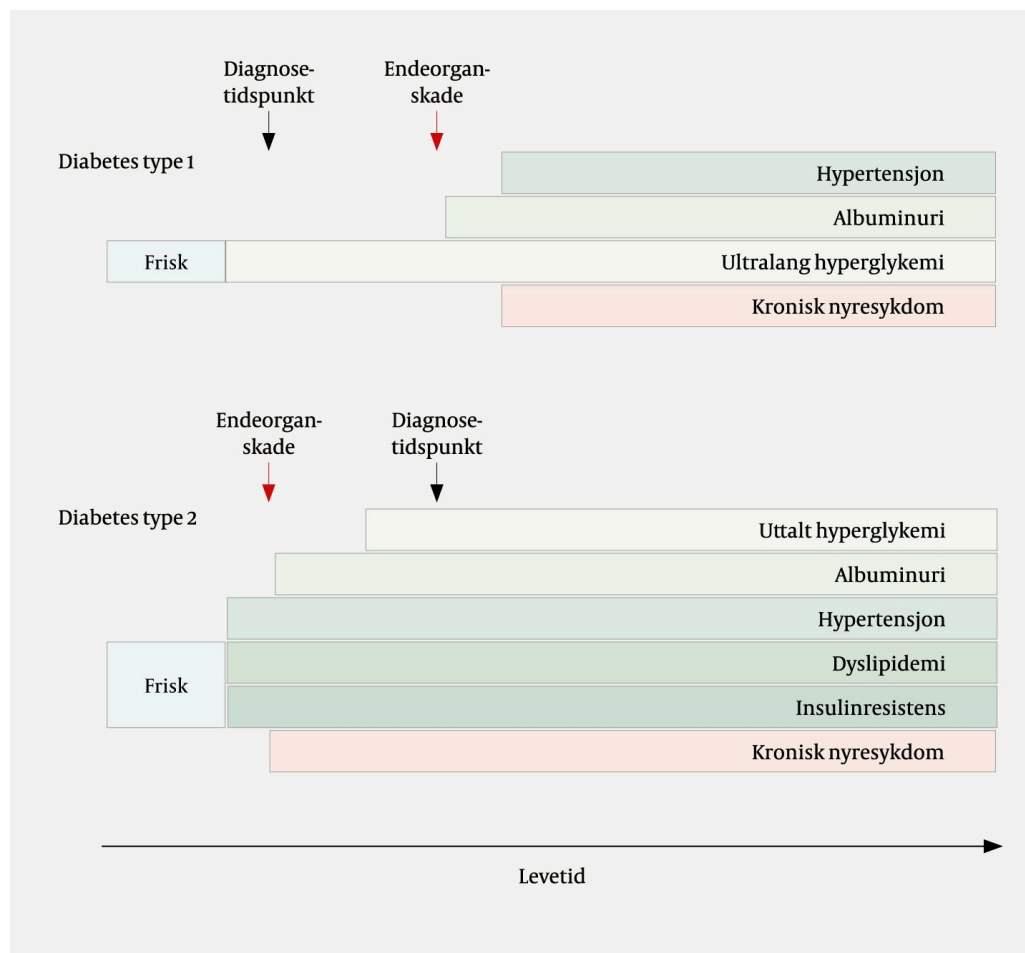 Diagnose-
tidspunkt
Endeorgan-
skade
Diabetes type 1
Hypertensjon
Albuminuri
Frisk
Ultralang hyperglykemi
Kronisk nyresykdom
Endeorgan-
skade
Diagnose-
tidspunkt
Diabetes type 2
Uttalt hyperglykemi
Albuminuri
Hypertensjon
Dyslipidemi
Frisk
Insulinresistens
Kronisk nyresykdom
Levetid